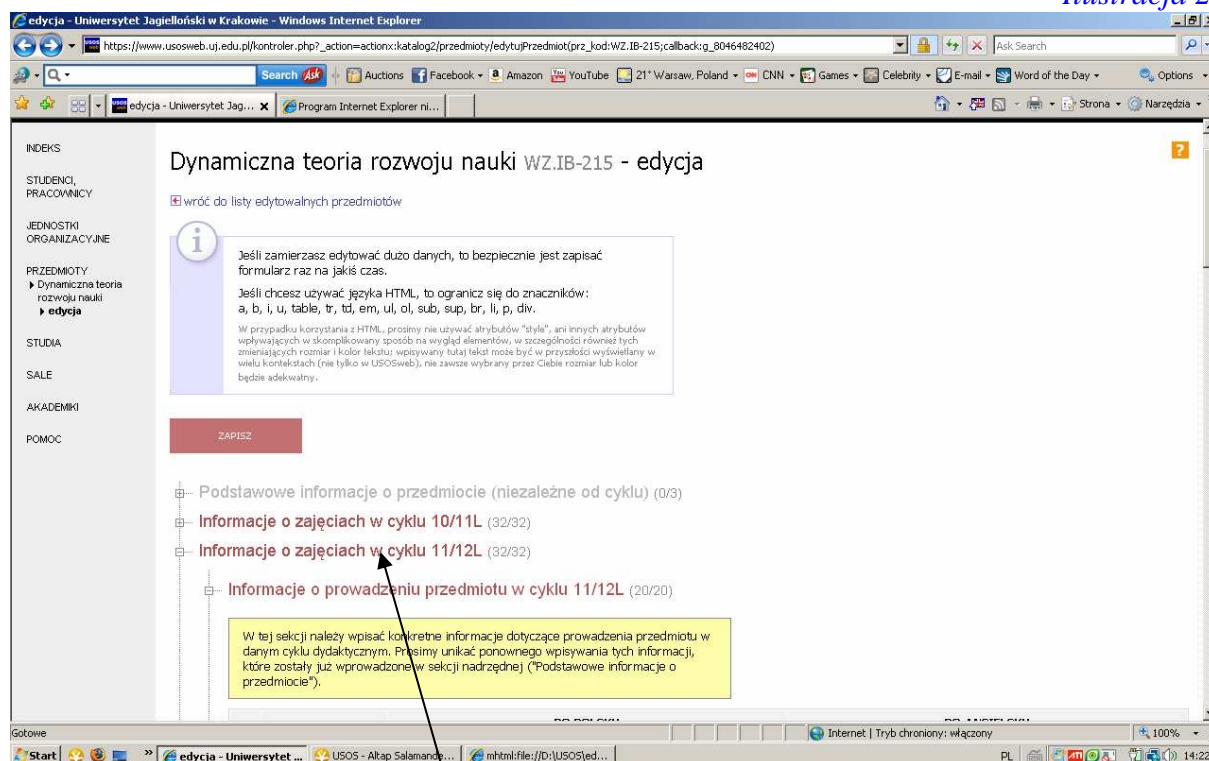 Ilustracja 2
edycja - Uniwersytet Jagielloński w Krakowie - Windows Internet Explorer
https://www.usosweb.uj.edu.pl/kontroler.php?_action=actionx:katalog2/przedmioty/edytujPrzedmiot(prz_kod:WZ.IB-215;callback:g_8046482402)
Ask Search
Search Auctions Facebook Amazon YouTube 21° Warsaw, Poland CNN Games Celebrity E-mail Word of the Day Options
edycja - Uniwersytet Jag... Program Internet Explorer ni... Strona Narzędzia
INDEKS
STUDENCI,
PRACOWNICY
JEDNOSTKI
ORGANIZACYJNE
PRZEDMIOTY
Dynamiczna teoria
rozwoju nauki
edycja
STUDIA
SALE
AKADEMIKI
POMOC
Dynamiczna teoria rozwoju nauki WZ.IB-215 - edycja
?
wróć do listy edytowalnych przedmiotów
i
Jeśli zamierzasz edytować dużo danych, to bezpiecznie jest zapisać
formularz raz na jakiś czas.
Jeśli chcesz używać języka HTML, to ogranicz się do znaczników:
a, b, i, u, table, tr, td, em, ul, ol, sub, sup, br, li, p, div.
W przypadku korzystania z HTML, prosimy nie używać atrybutów "style", ani innych atrybutów
wpływających w skomplikowany sposób na wygląd elementów, w szczególności również tych
zmieniających rozmiar i kolor tekstu; wpisywany tutaj tekst może być w przyszłości wyświetlany w
wielu kontekstach (nie tylko w USOSweb), nie zawsze wybrany przez Ciebie rozmiar lub kolor
będzie adekwatny.
ZAPISZ
Podstawowe informacje o przedmiocie (niezależne od cyklu) (0/3)
Informacje o zajęciach w cyklu 10/11L (32/32)
Informacje o zajęciach w cyklu 11/12L (32/32)
Informacje o prowadzeniu przedmiotu w cyklu 11/12L (20/20)
W tej sekcji należy wpisać konkretne informacje dotyczące prowadzenia przedmiotu w
danym cyklu dydaktycznym. Prosimy unikać ponownego wpisywania tych informacji,
które zostały już wprowadzone w sekcji nadrzędnej ("Podstawowe informacje o
przedmiocie").
PO POLSKU PO ANGIELSKU
Gotowe Internet | Tryb chroniony: włączony 100%
Start edycja - Uniwersytet ... USOS - Altap Salamande... mhtml:file://D:\USOS\ed... PL 14:22